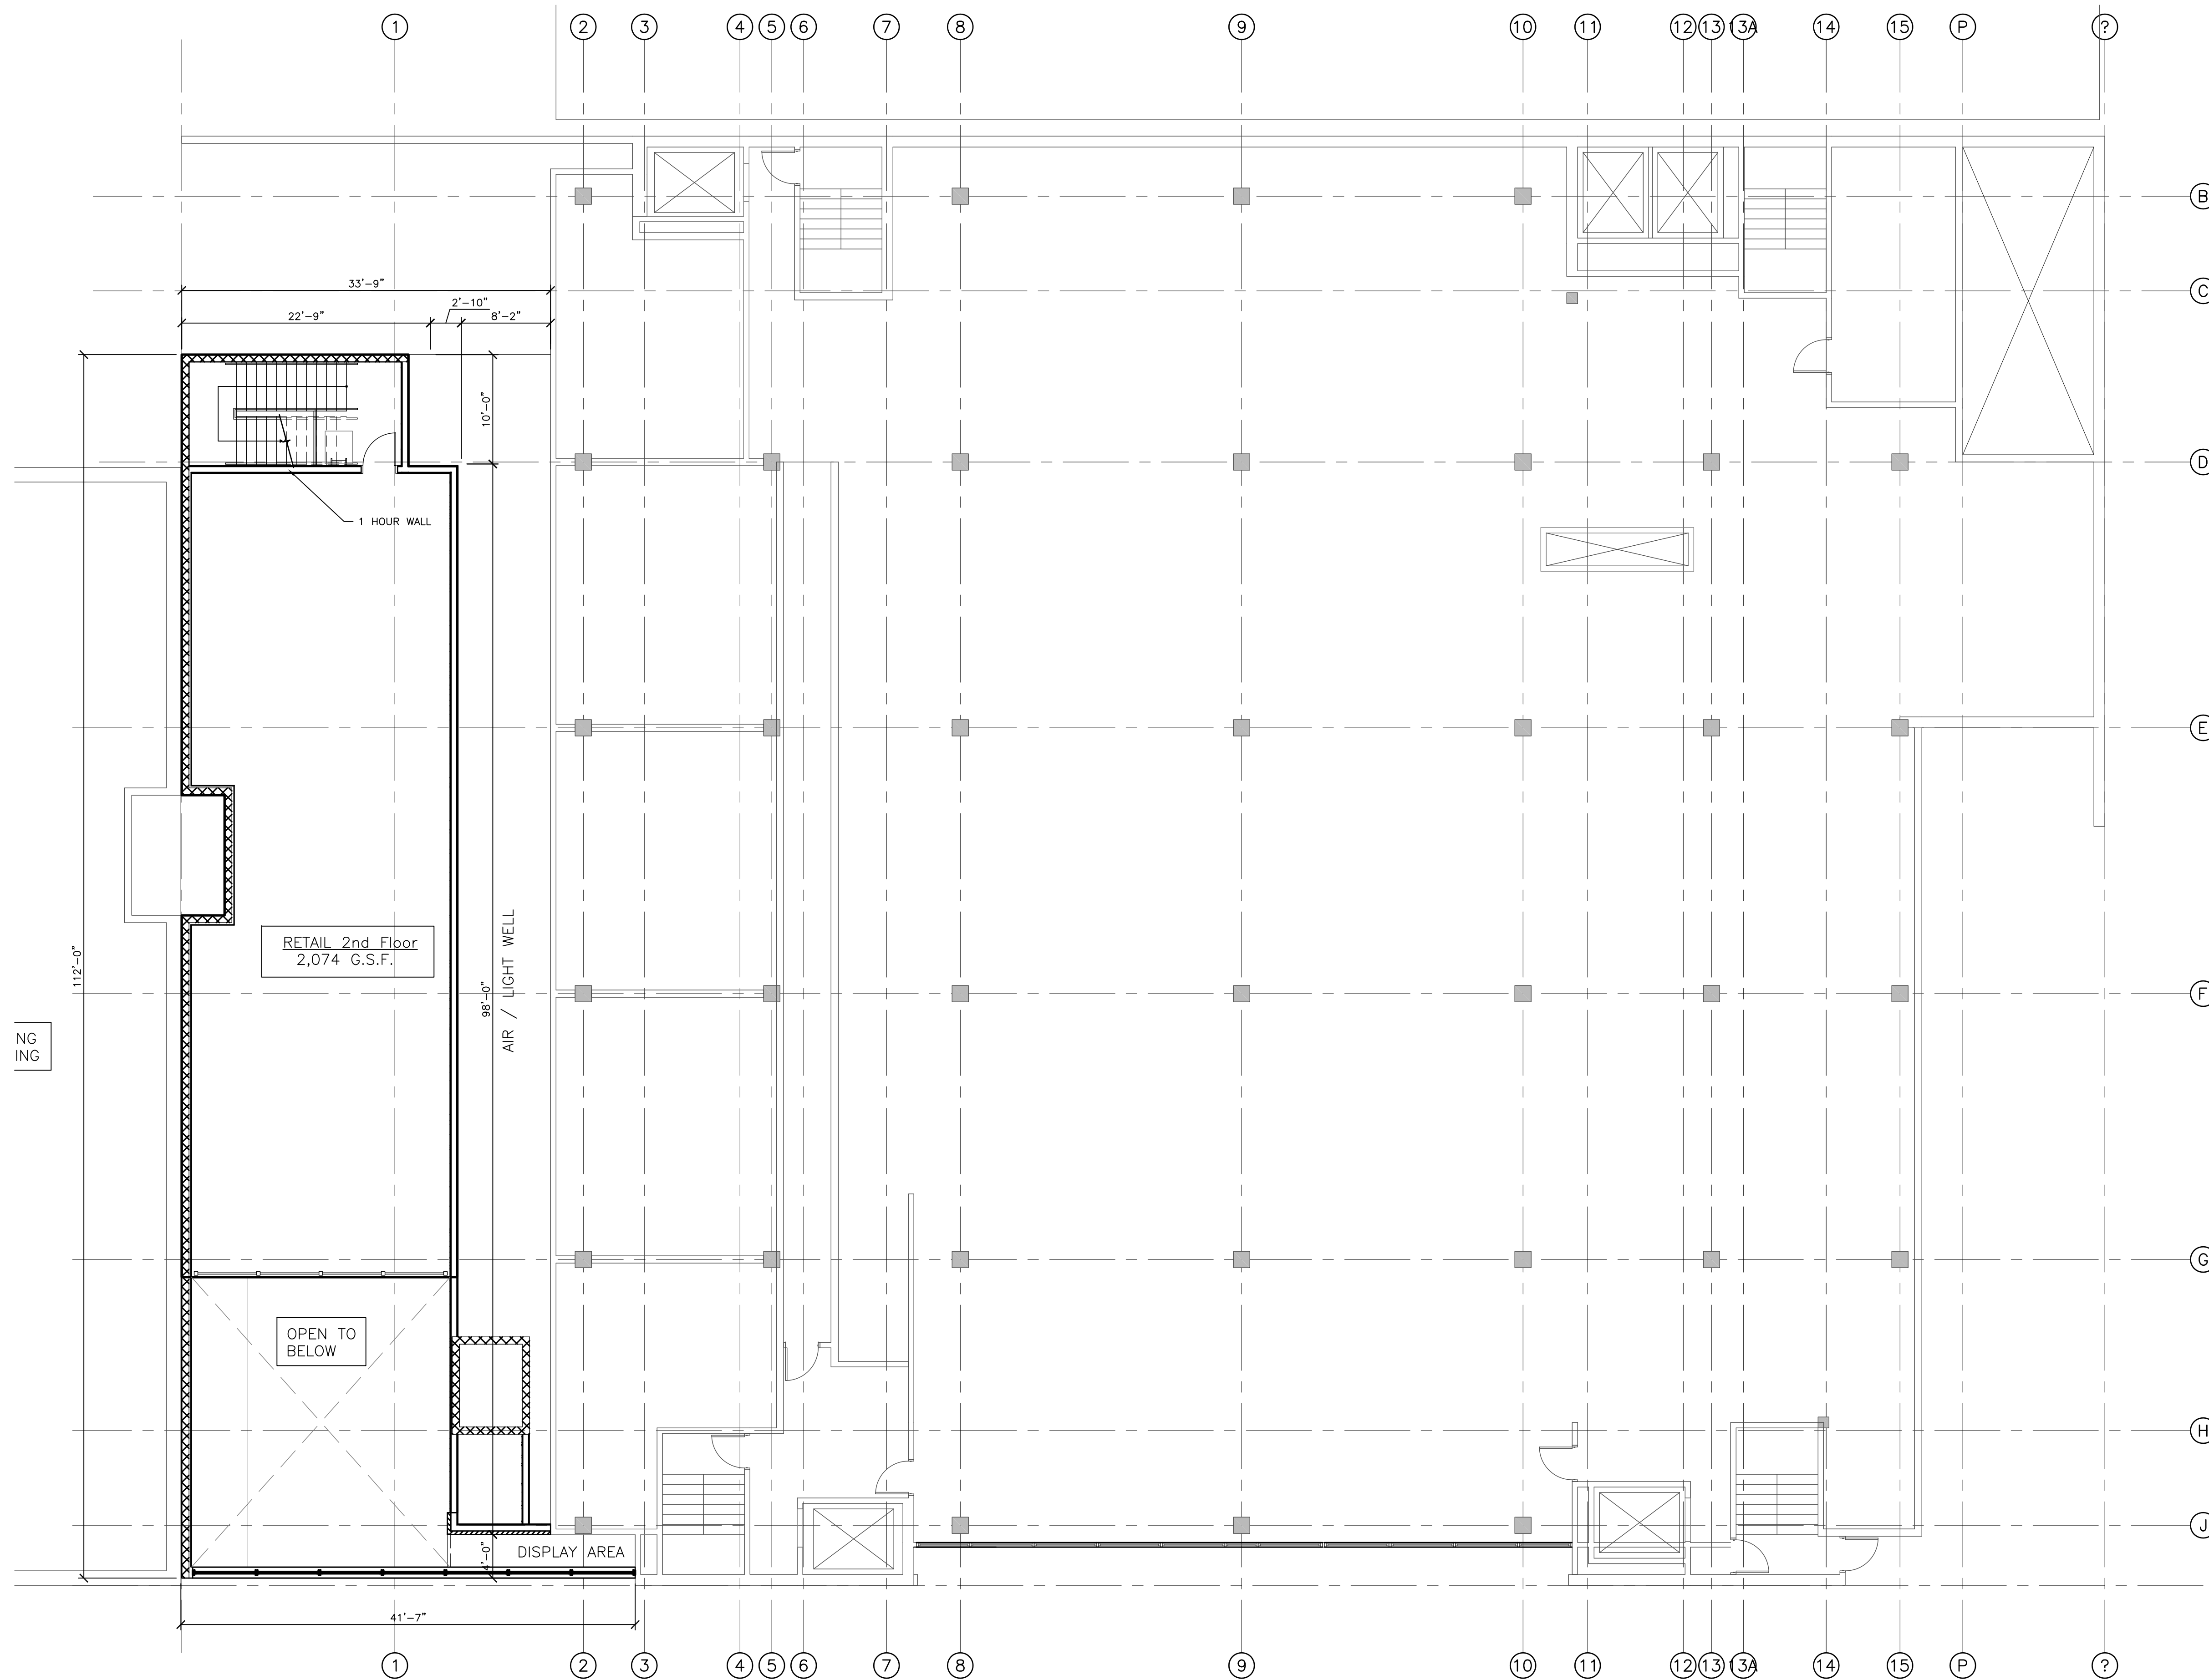 1 2 3 4 5 6 7 8 9 10 11 12 13 13A 14 15 P ?
B
C
33'-9"
2'-10"
22'-9"
8'-2"
10'-0"
D
1 HOUR WALL
E
RETAIL 2nd Floor
2,074 G.S.F.
112'-0"
98'-0"
AIR / LIGHT WELL
F
NG
ING
G
OPEN TO
BELOW
H
J
DISPLAY AREA
4'-0"
41'-7"
1 2 3 4 5 6 7 8 9 10 11 12 13 13A 14 15 P ?